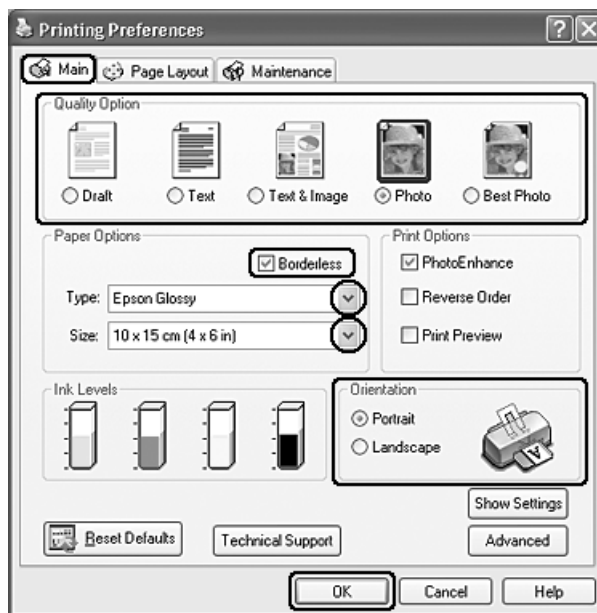 Printing Preferences
Main Page Layout Maintenance
Quality Option
Draft Text Text & Image Photo Best Photo
Paper Options
Borderless
Type: Epson Glossy
Size: 10 x 15 cm (4 x 6 in)
Print Options
PhotoEnhance
Reverse Order
Print Preview
Ink Levels
Orientation
Portrait
Landscape
A
Show Settings
Reset Defaults Technical Support Advanced
OK Cancel Help